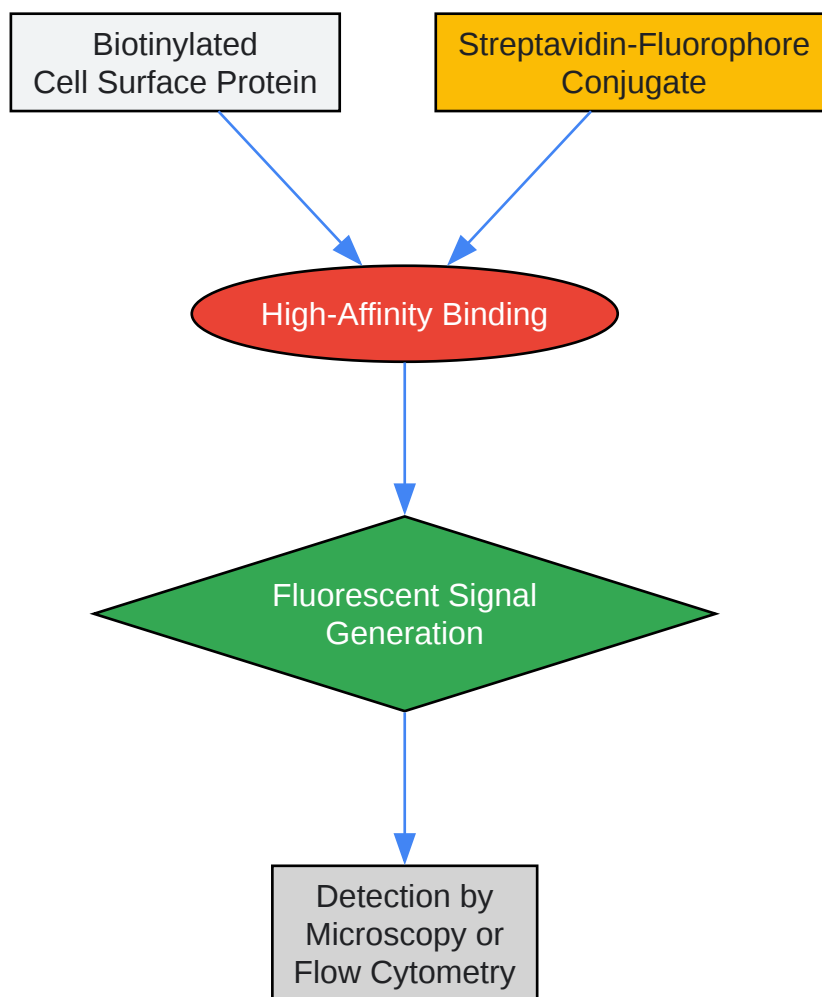 Biotinylated
Cell Surface Protein
Streptavidin-Fluorophore
Conjugate
High-Affinity Binding
Fluorescent Signal
Generation
Detection by
Microscopy or
Flow Cytometry